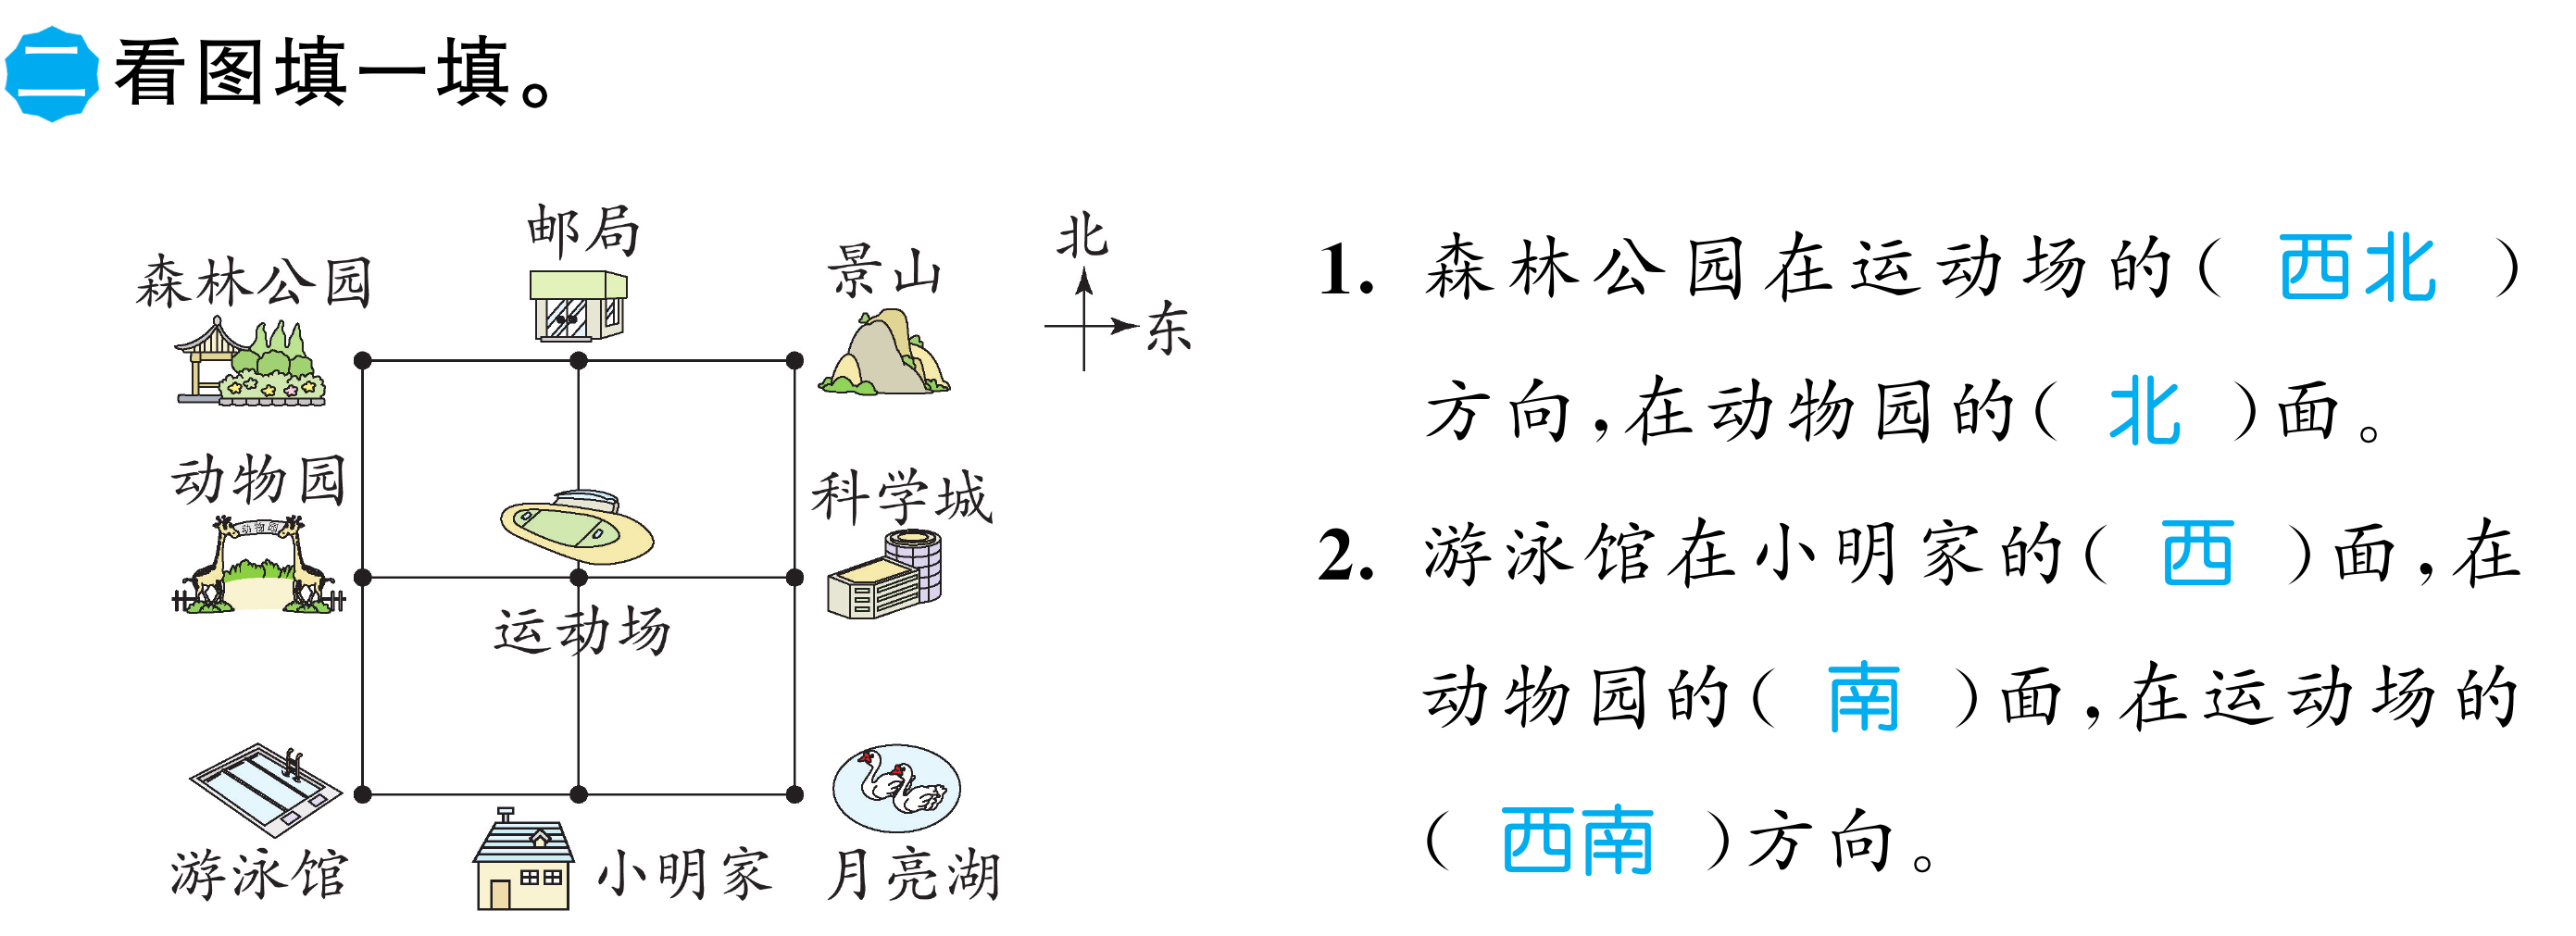 二 看图填一填。
邮局
北
森林公园
景山
东
动物园
科学城
动物园
运动场
游泳馆
小明家
月亮湖
1. 森林公园在运动场的( 西北 )
方向,在动物园的( 北 )面。
2. 游泳馆在小明家的( 西 )面,在
动物园的( 南 )面,在运动场的
( 西南 )方向。